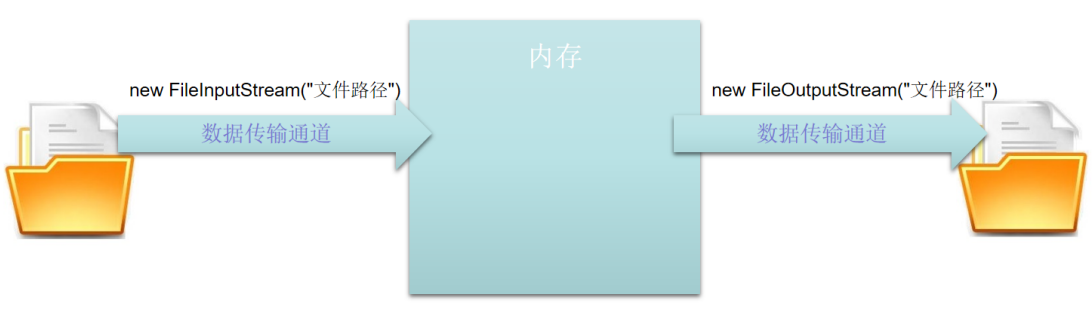 内存
new FileInputStream("文件路径")
new FileOutputStream("文件路径")
数据传输通道
数据传输通道